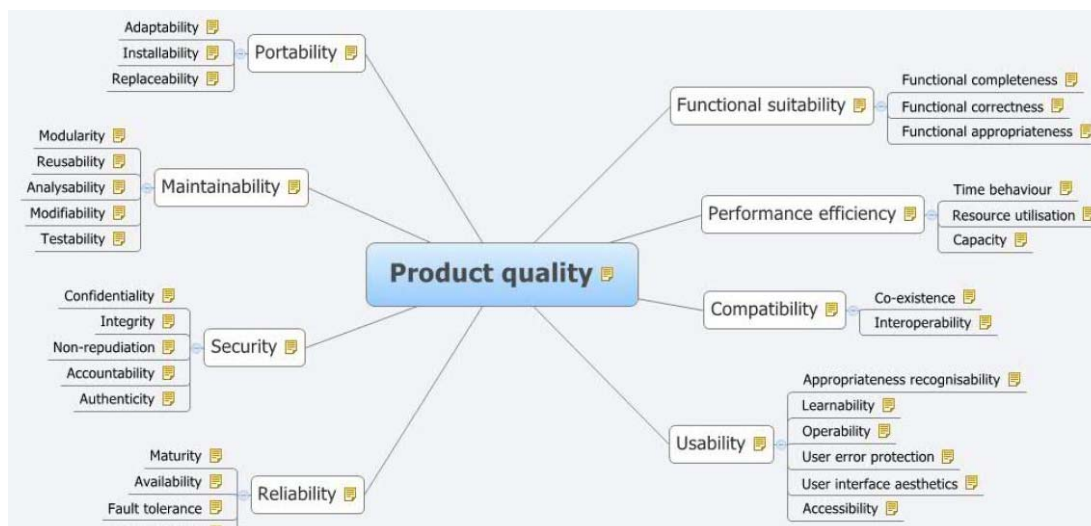 Product quality
Portability
Adaptability
Installability
Replaceability
Maintainability
Modularity
Reusability
Analysability
Modifiability
Testability
Security
Confidentiality
Integrity
Non-repudiation
Accountability
Authenticity
Reliability
Maturity
Availability
Fault tolerance
Functional suitability
Functional completeness
Functional correctness
Functional appropriateness
Performance efficiency
Time behaviour
Resource utilisation
Capacity
Compatibility
Co-existence
Interoperability
Usability
Appropriateness recognisability
Learnability
Operability
User error protection
User interface aesthetics
Accessibility